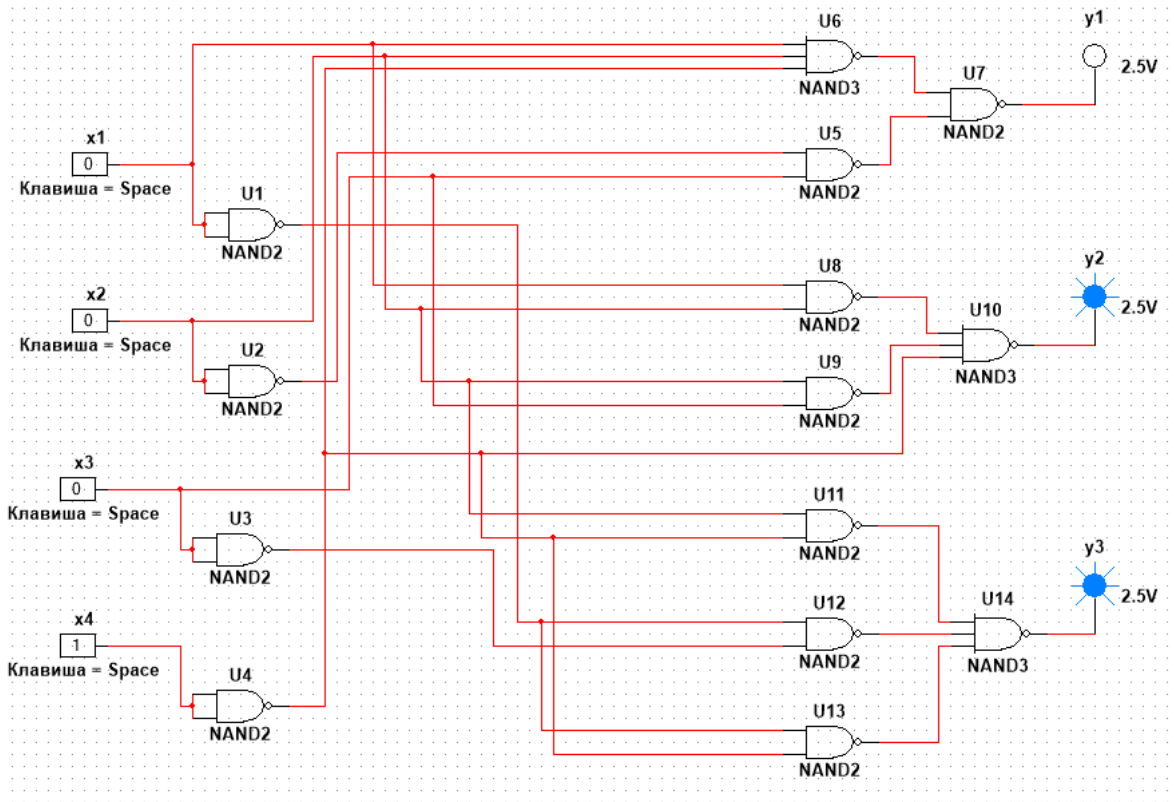 y1
U6
2.5V
U7
NAND3
NAND2
x1
U5
0
NAND2
Клавиша = Space
U1
NAND2
y2
U8
x2
2.5V
U10
0
NAND2
Клавиша = Space
U2
U9
NAND3
NAND2
NAND2
x3
0
U11
Клавиша = Space
U3
NAND2
y3
NAND2
2.5V
U12
U14
x4
1
NAND2
NAND3
Клавиша = Space
U4
U13
NAND2
NAND2